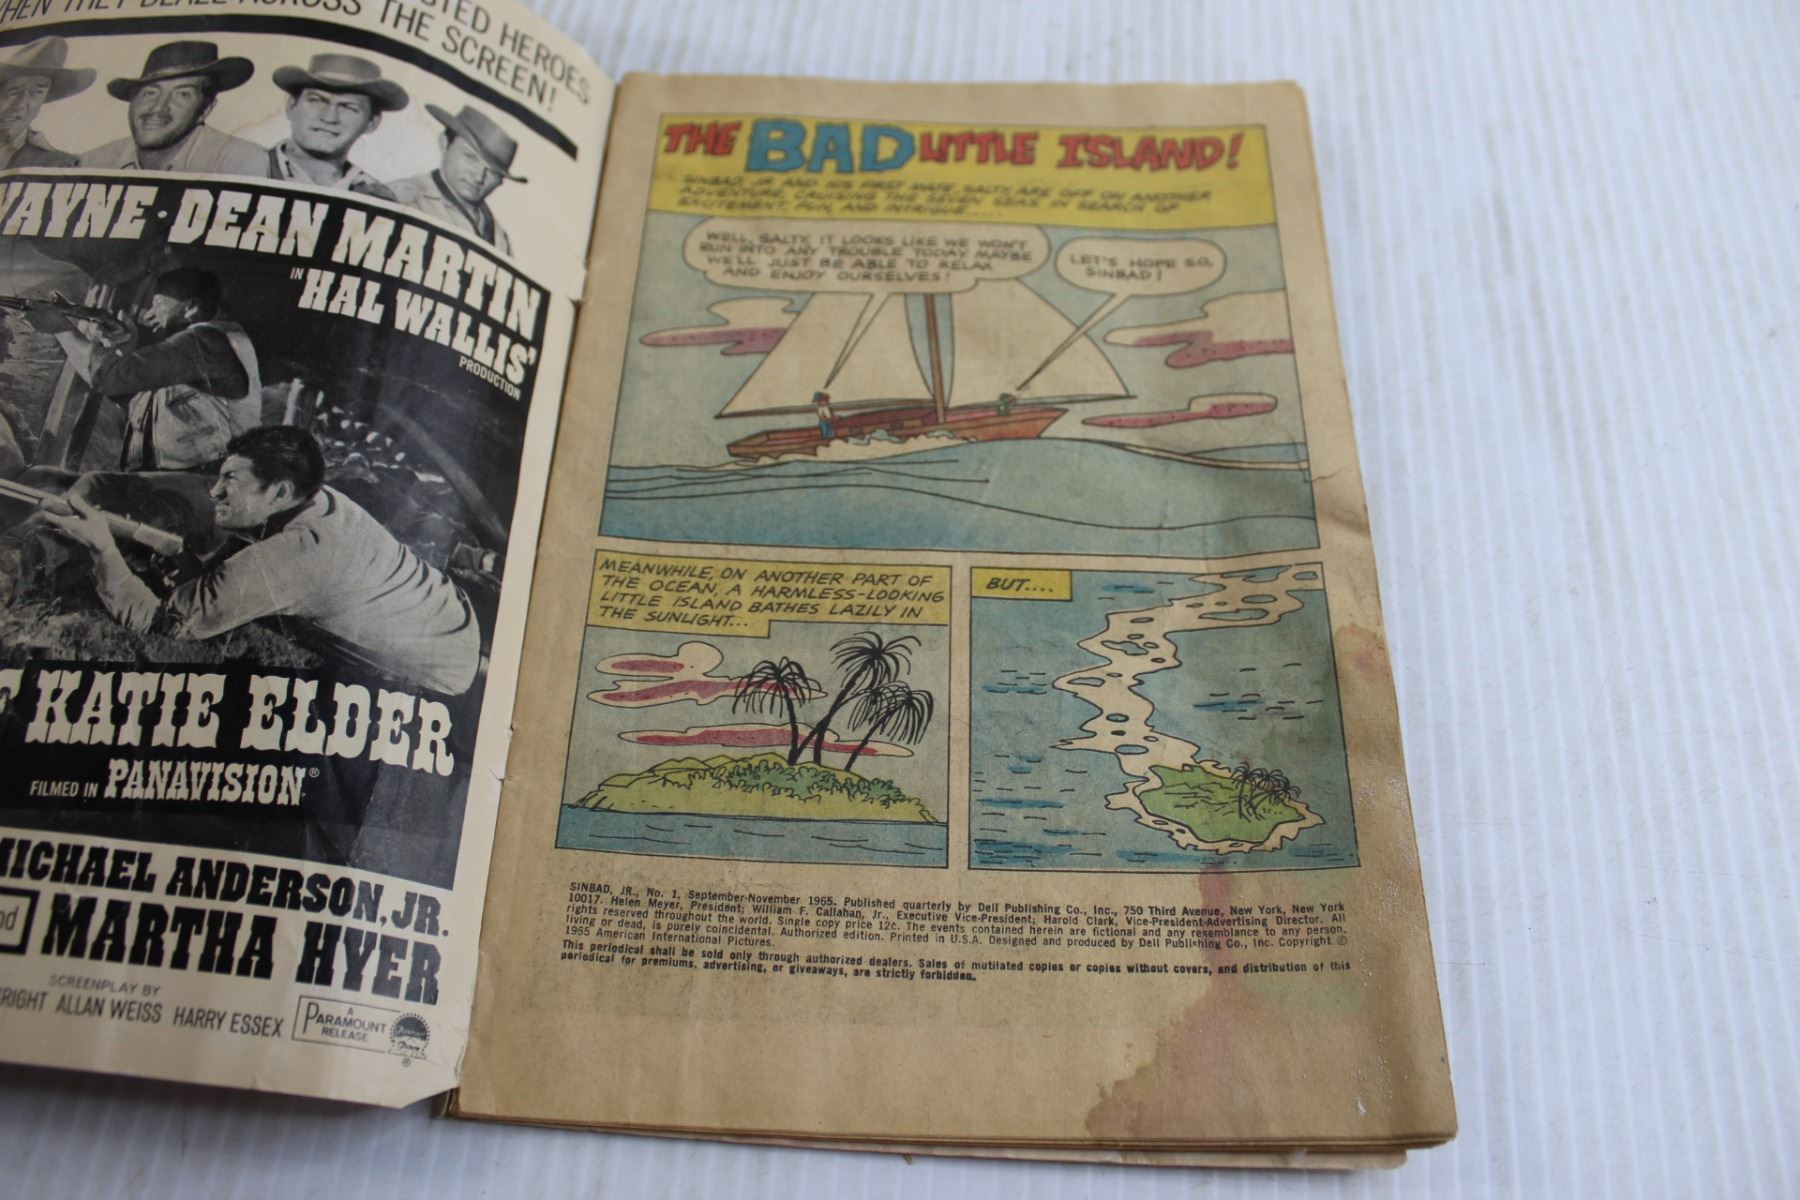 WHEN THEY BLAZE ACROSS THE SCREEN!
STED HEROES
WAYNE · DEAN MARTIN
IN
HAL WALLIS'
PRODUCTION
KATIE ELDER
FILMED IN PANAVISION®
MICHAEL ANDERSON, JR.
MARTHA HYER
SCREENPLAY BY
RIGHT ALLAN WEISS HARRY ESSEX
A
PARAMOUNT
RELEASE
®
THE BAD LITTLE ISLAND!
SINBAD, JR. AND HIS FIRST MATE, SALTY, ARE OFF ON ANOTHER
ADVENTURE, CRUISING THE SEVEN SEAS IN SEARCH OF
EXCITEMENT, FUN, AND INTRIGUE.....
WELL, SALTY, IT LOOKS LIKE WE WON'T
RUN INTO ANY TROUBLE TODAY. MAYBE
WE'LL JUST BE ABLE TO RELAX
AND ENJOY OURSELVES!
LET'S HOPE SO,
SINBAD!
MEANWHILE, ON ANOTHER PART OF
THE OCEAN, A HARMLESS-LOOKING
LITTLE ISLAND BATHES LAZILY IN
THE SUNLIGHT...
BUT....
SINBAD, JR., No. 1, September-November 1965. Published quarterly by Dell Publishing Co., Inc., 750 Third Avenue, New York, New York
10017. Helen Meyer, President; William F. Callahan, Jr., Executive Vice-President; Harold Clark, Vice-President-Advertising Director. All
rights reserved throughout the world. Single copy price 12c. The events contained herein are fictional and any resemblance to any person,
living or dead, is purely coincidental. Authorized edition. Printed in U.S.A. Designed and produced by Dell Publishing Co., Inc. Copyright ©
1965 American International Pictures.
This periodical shall be sold only through authorized dealers. Sales of mutilated copies or copies without covers, and distribution of this
periodical for premiums, advertising, or giveaways, are strictly forbidden.